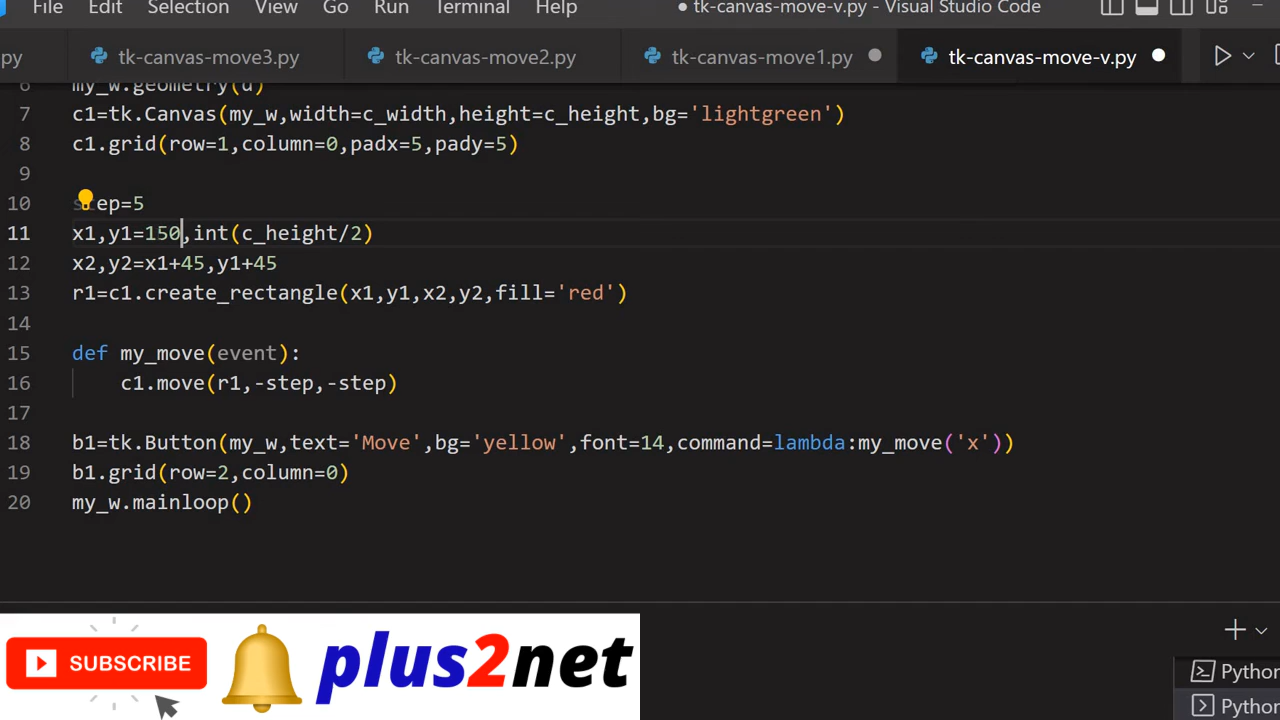 File Edit Selection View Go Run Terminal Help ● tk-canvas-move-v.py - Visual Studio Code
py tk-canvas-move3.py tk-canvas-move2.py tk-canvas-move1.py tk-canvas-move-v.py
6 my_w.geometry(d)
7 c1=tk.Canvas(my_w,width=c_width,height=c_height,bg='lightgreen')
8 c1.grid(row=1,column=0,padx=5,pady=5)
9
10 step=5
11 x1,y1=150,int(c_height/2)
12 x2,y2=x1+45,y1+45
13 r1=c1.create_rectangle(x1,y1,x2,y2,fill='red')
14
15 def my_move(event):
16 c1.move(r1,-step,-step)
17
18 b1=tk.Button(my_w,text='Move',bg='yellow',font=14,command=lambda:my_move('x'))
19 b1.grid(row=2,column=0)
20 my_w.mainloop()
SUBSCRIBE plus2net
Python
Python